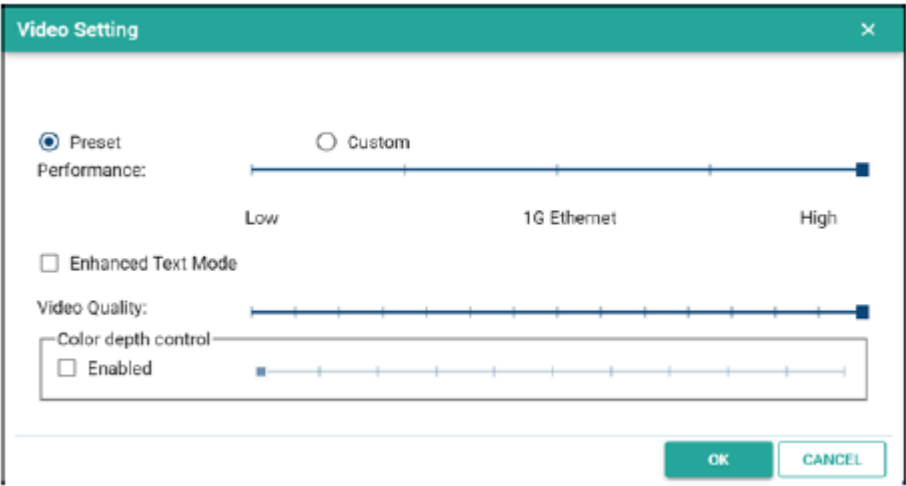 Video Setting
Preset Custom
Performance:
Low 1G Ethernet High
Enhanced Text Mode
Video Quality:
Color depth control
Enabled
OK CANCEL